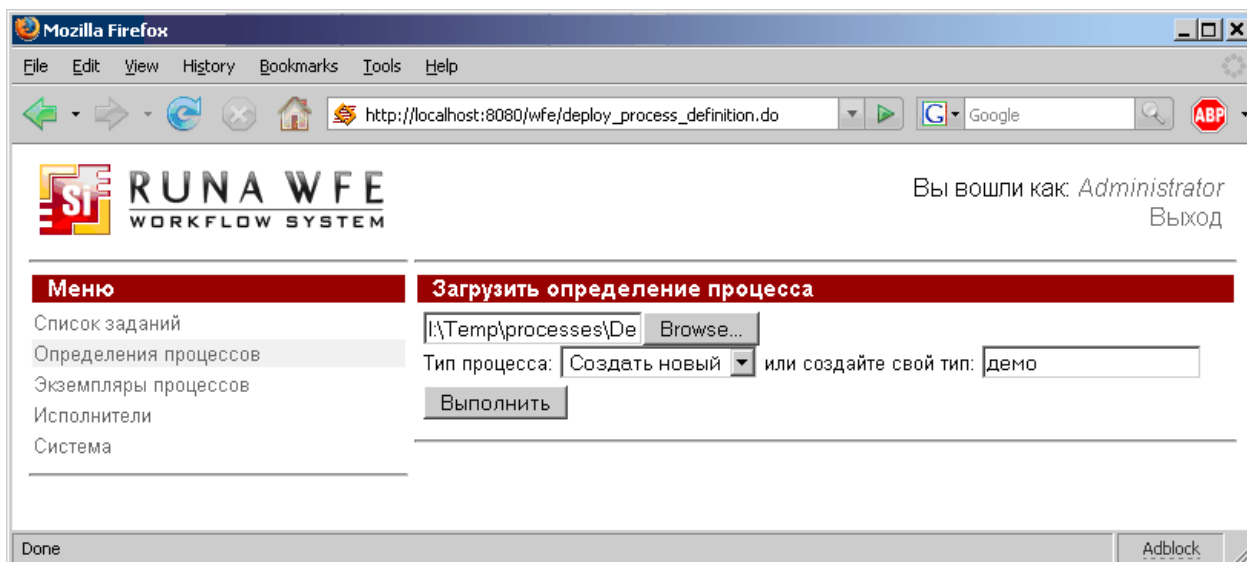 Mozilla Firefox
File Edit View History Bookmarks Tools Help
http://localhost:8080/wfe/deploy_process_definition.do
G Google
ABP
Si RUNA WFE
WORKFLOW SYSTEM
Вы вошли как: Administrator
Выход
Меню
Список заданий
Определения процессов
Экземпляры процессов
Исполнители
Система
Загрузить определение процесса
I:\Temp\processes\De Browse...
Тип процесса: Создать новый или создайте свой тип: демо
Выполнить
Done
Adblock